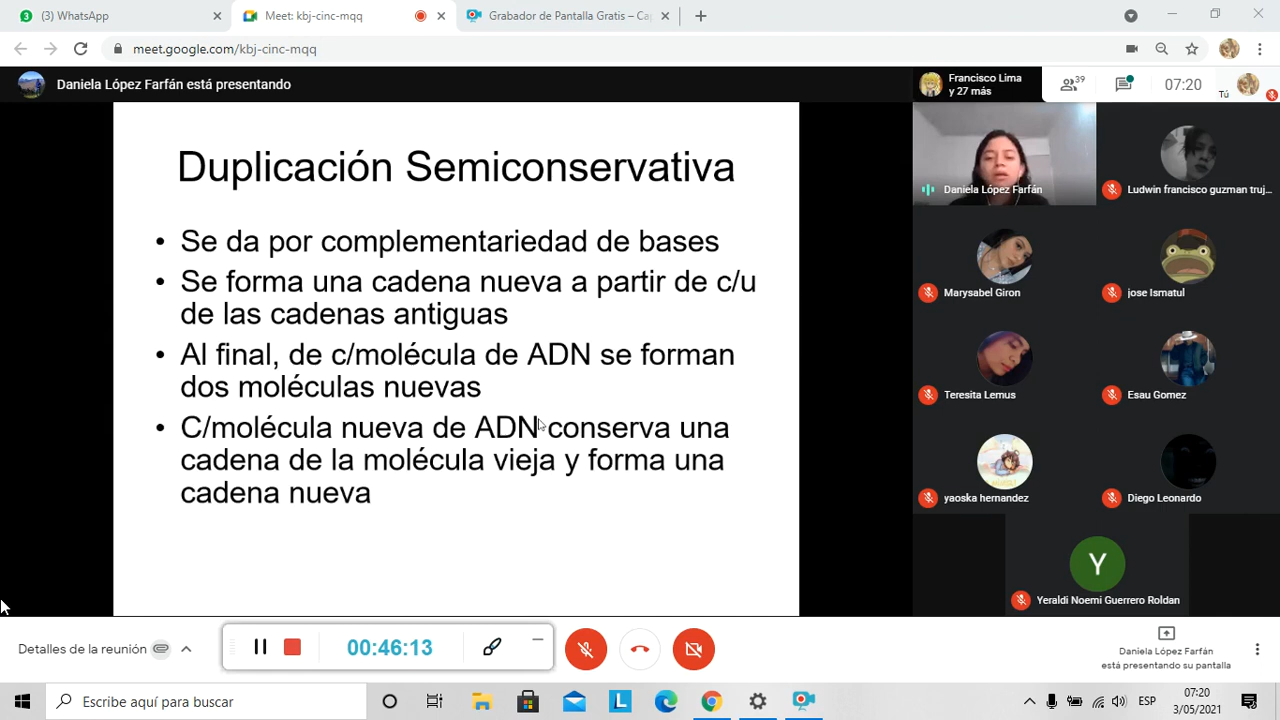 (3) WhatsApp
Meet: kbj-cinc-mqq
Grabador de Pantalla Gratis – Ca
meet.google.com/kbj-cinc-mqq
Daniela López Farfán está presentando
Francisco Lima
y 27 más
39
07:20
Tú
Duplicación Semiconservativa
• Se da por complementariedad de bases
• Se forma una cadena nueva a partir de c/u
de las cadenas antiguas
• Al final, de c/molécula de ADN se forman
dos moléculas nuevas
• C/molécula nueva de ADN conserva una
cadena de la molécula vieja y forma una
cadena nueva
Daniela López Farfán
Ludwin francisco guzman truj...
Marysabel Giron
jose Ismatul
Teresita Lemus
Esau Gomez
yaoska hernandez
Diego Leonardo
Y
Yeraldi Noemi Guerrero Roldan
Detalles de la reunión
00:46:13
Daniela López Farfán
está presentando su pantalla
Escribe aquí para buscar
L
ESP
07:20
3/05/2021